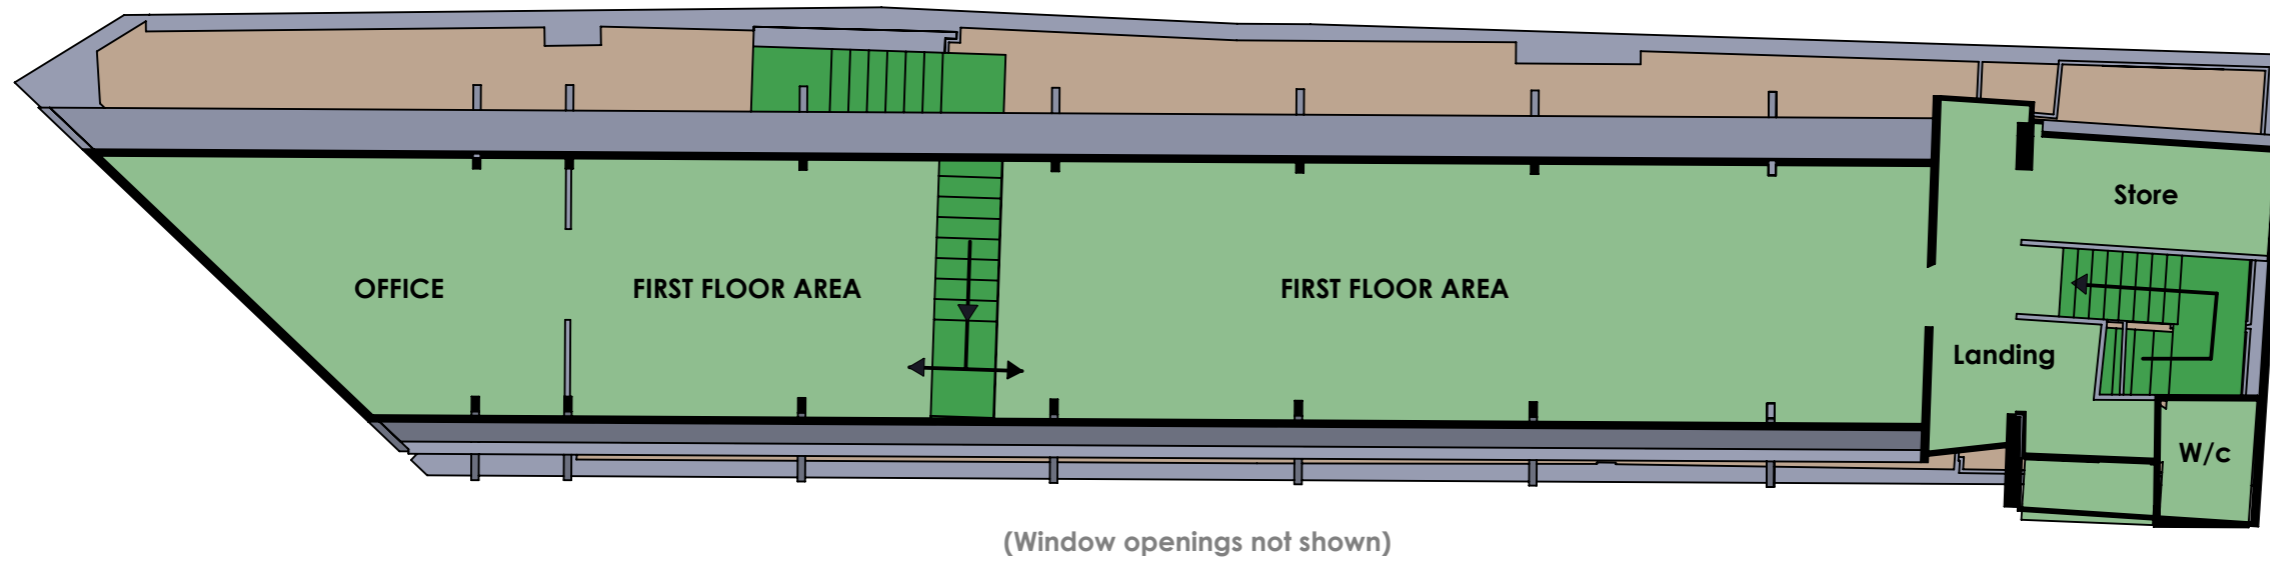 Store
OFFICE
FIRST FLOOR AREA
FIRST FLOOR AREA
Landing
W/c
(Window openings not shown)